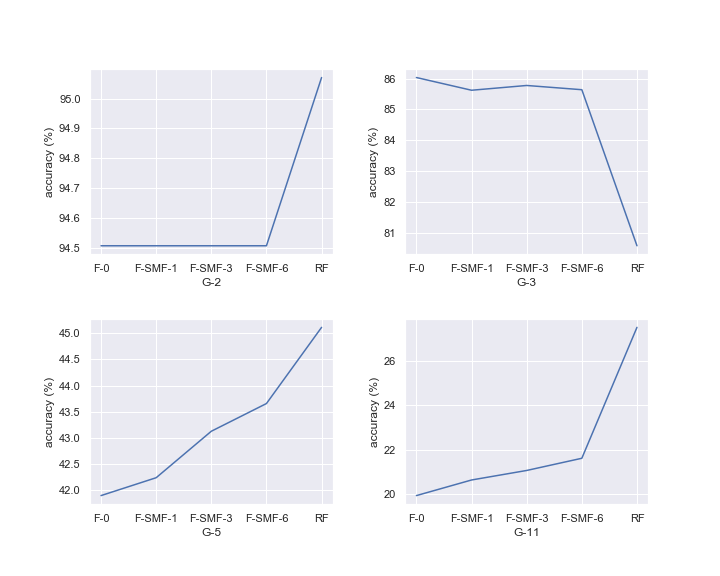 accuracy (%)
95.0
94.9
94.8
94.7
94.6
94.5
F-0 F-SMF-1 F-SMF-3 F-SMF-6 RF
G-2
accuracy (%)
86
85
84
83
82
81
F-0 F-SMF-1 F-SMF-3 F-SMF-6 RF
G-3
accuracy (%)
45.0
44.5
44.0
43.5
43.0
42.5
42.0
F-0 F-SMF-1 F-SMF-3 F-SMF-6 RF
G-5
accuracy (%)
26
24
22
20
F-0 F-SMF-1 F-SMF-3 F-SMF-6 RF
G-11